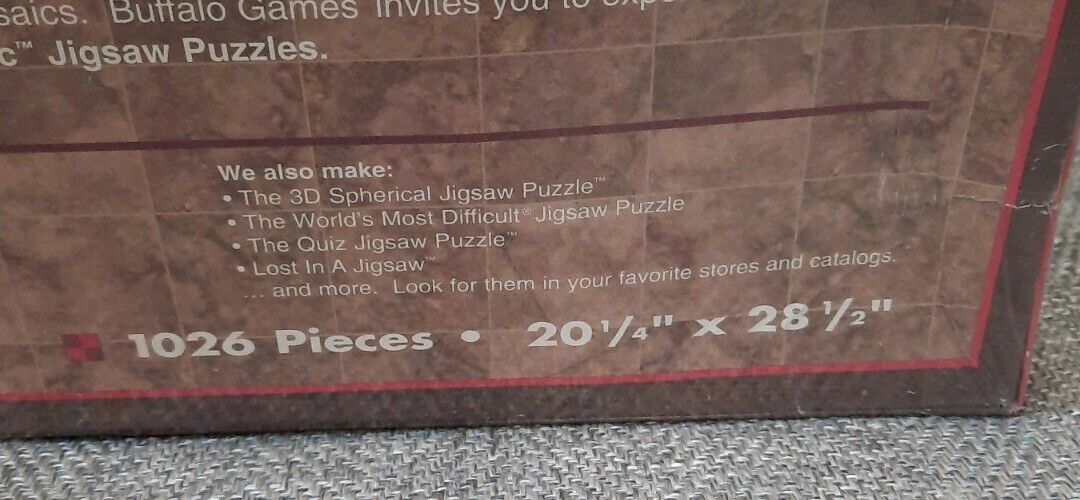 saics. Buffalo Games invites you to
c™ Jigsaw Puzzles.
We also make:
• The 3D Spherical Jigsaw Puzzle™
• The World's Most Difficult® Jigsaw Puzzle
• The Quiz Jigsaw Puzzle™
• Lost In A Jigsaw™
... and more. Look for them in your favorite stores and catalogs.
1026 Pieces • 20 1/4" x 28 1/2"